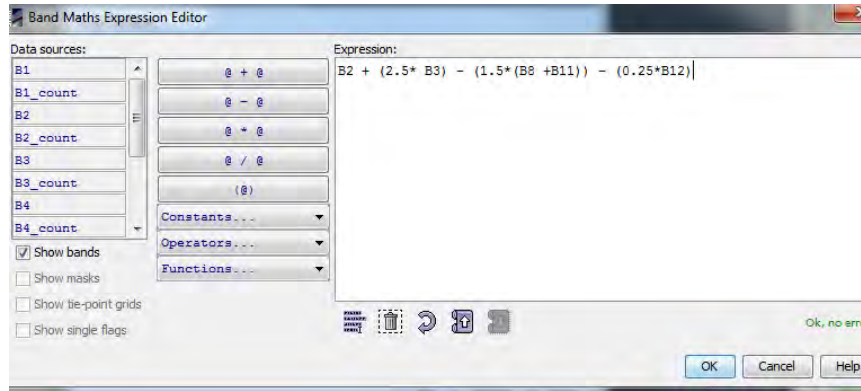 Band Maths Expression Editor
Data sources:
Expression:
B1
B1_count
B2
B2_count
B3
B3_count
B4
B4_count
@ + @
@ - @
@ * @
@ / @
(@)
Constants...
Operators...
Functions...
B2 + (2.5* B3) - (1.5*(B8 +B11)) - (0.25*B12)
Show bands
Show masks
Show tie-point grids
Show single flags
Ok, no err
OK
Cancel
Help